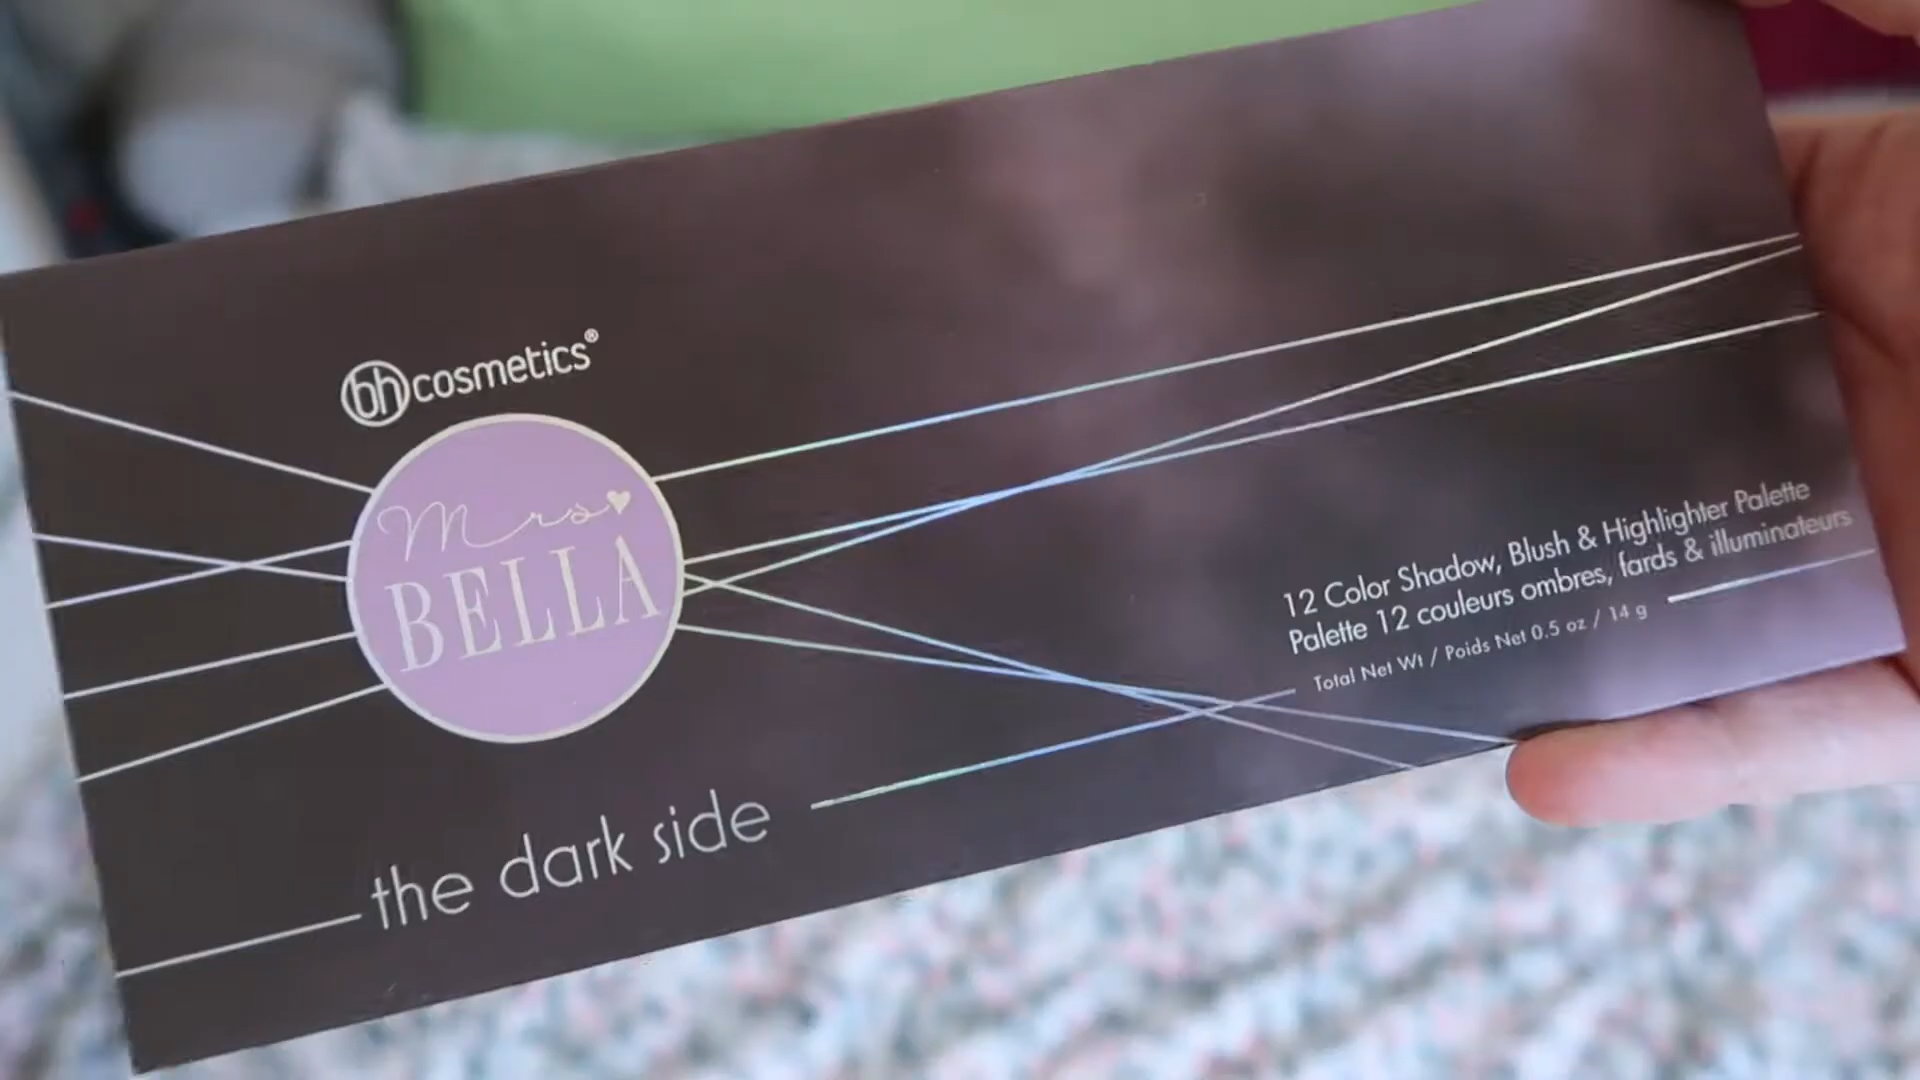 bh cosmetics®
Mrs
BELLA
the dark side
12 Color Shadow, Blush & Highlighter Palette
Palette 12 couleurs ombres, fards & illuminateurs
Total Net Wt / Poids Net 0.5 oz / 14 g